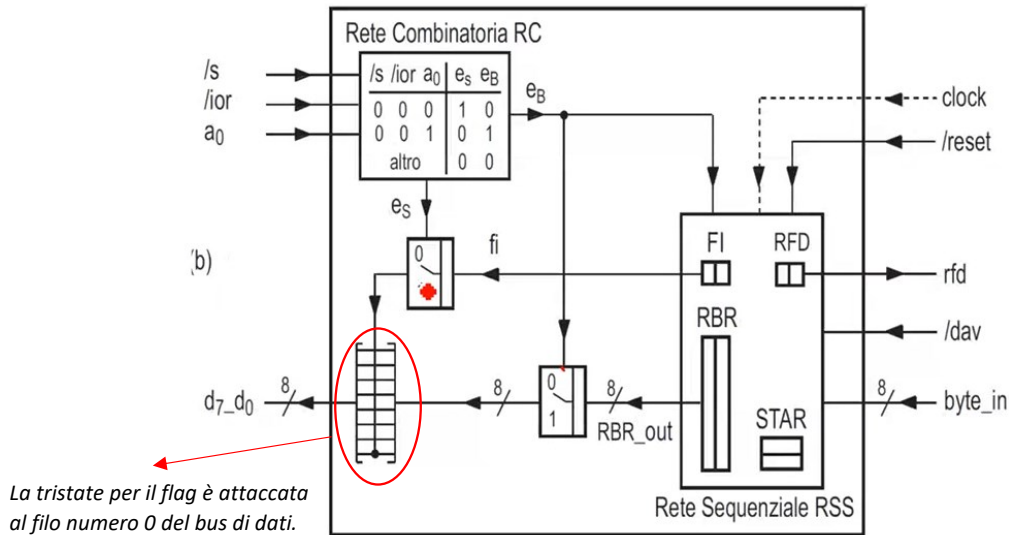 Rete Combinatoria RC
/s /ior a0 es eB
0 0 0 1 0
0 0 1 0 1
altro 0 0
/s
/ior
a0
eB
clock
/reset
es
(b)
0
fi
FI RFD
rfd
RBR
/dav
d7_d0
8
8
0
1
8
RBR_out
8
byte_in
STAR
Rete Sequenziale RSS
La tristate per il flag è attaccata
al filo numero 0 del bus di dati.